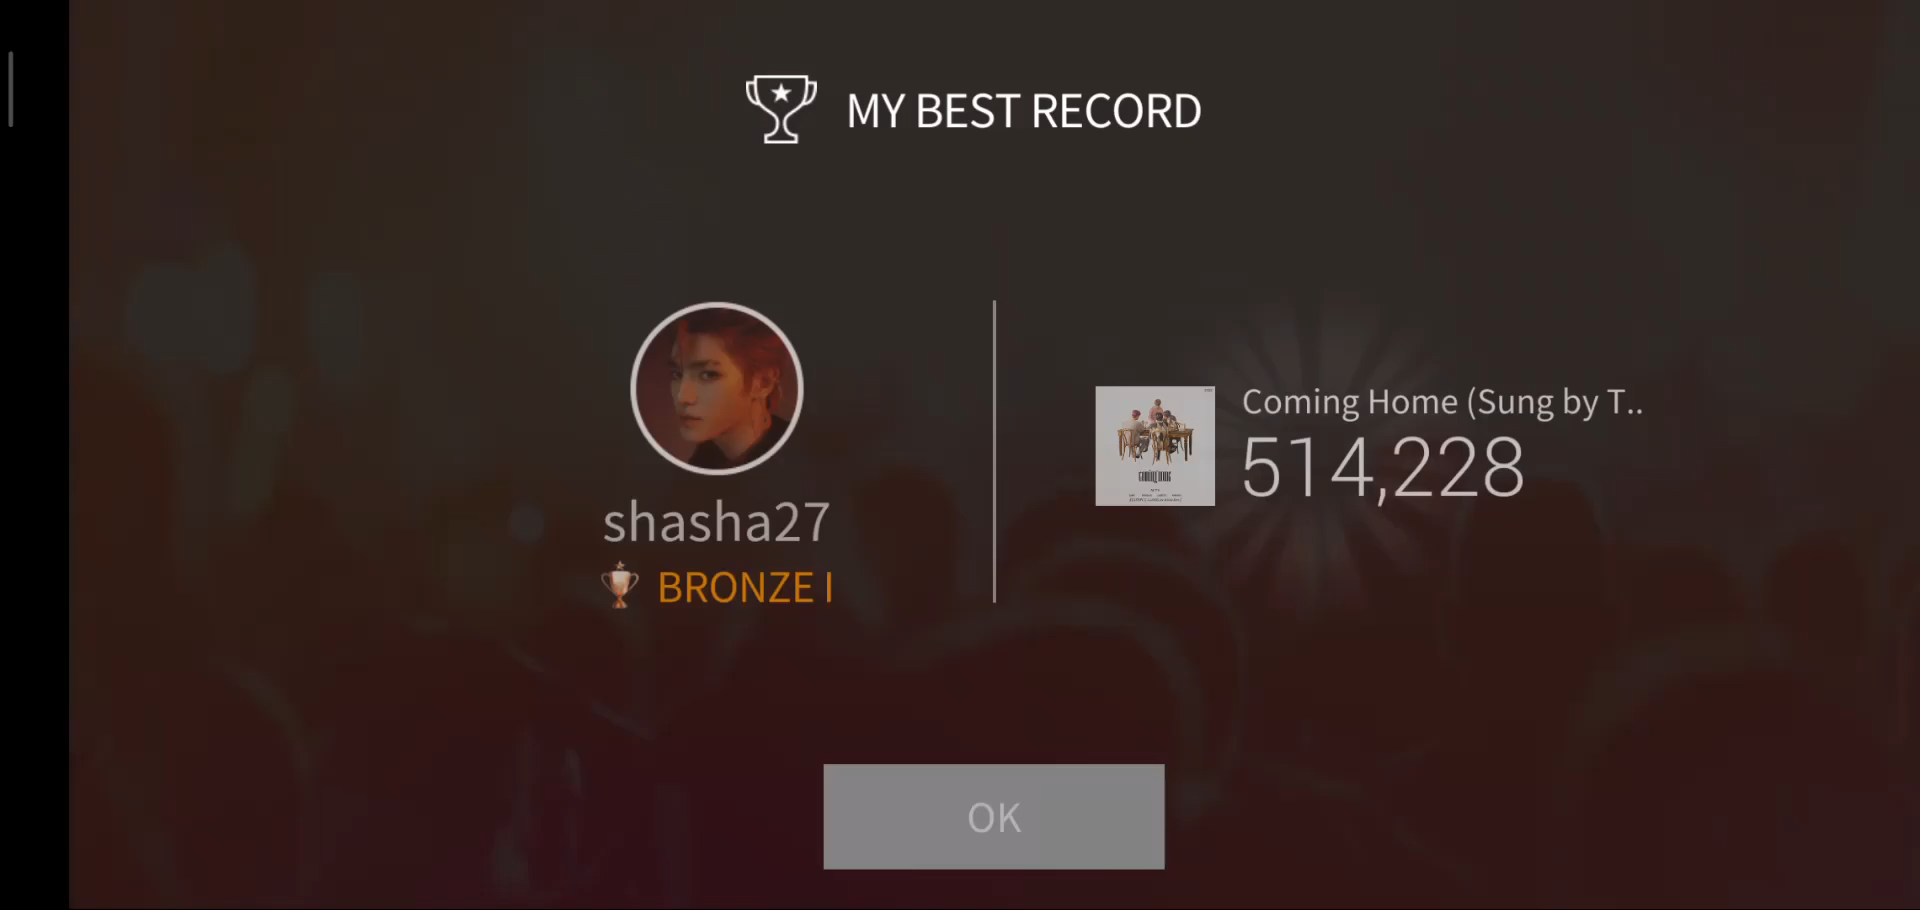 MY BEST RECORD
shasha27
BRONZE I
Coming Home (Sung by T..
514,228
OK